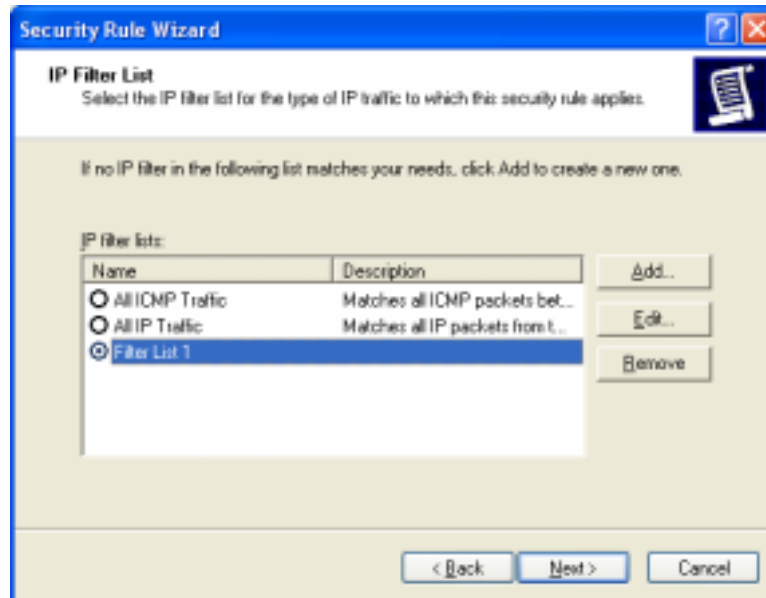 Security Rule Wizard
IP Filter List
Select the IP filter list for the type of IP traffic to which this security rule applies.
If no IP filter in the following list matches your needs, click Add to create a new one.
IP filter lists:
Name Description
All ICMP Traffic Matches all ICMP packets bet...
All IP Traffic Matches all IP packets from t...
Filter List 1
Add...
Edit...
Remove
< Back Next > Cancel